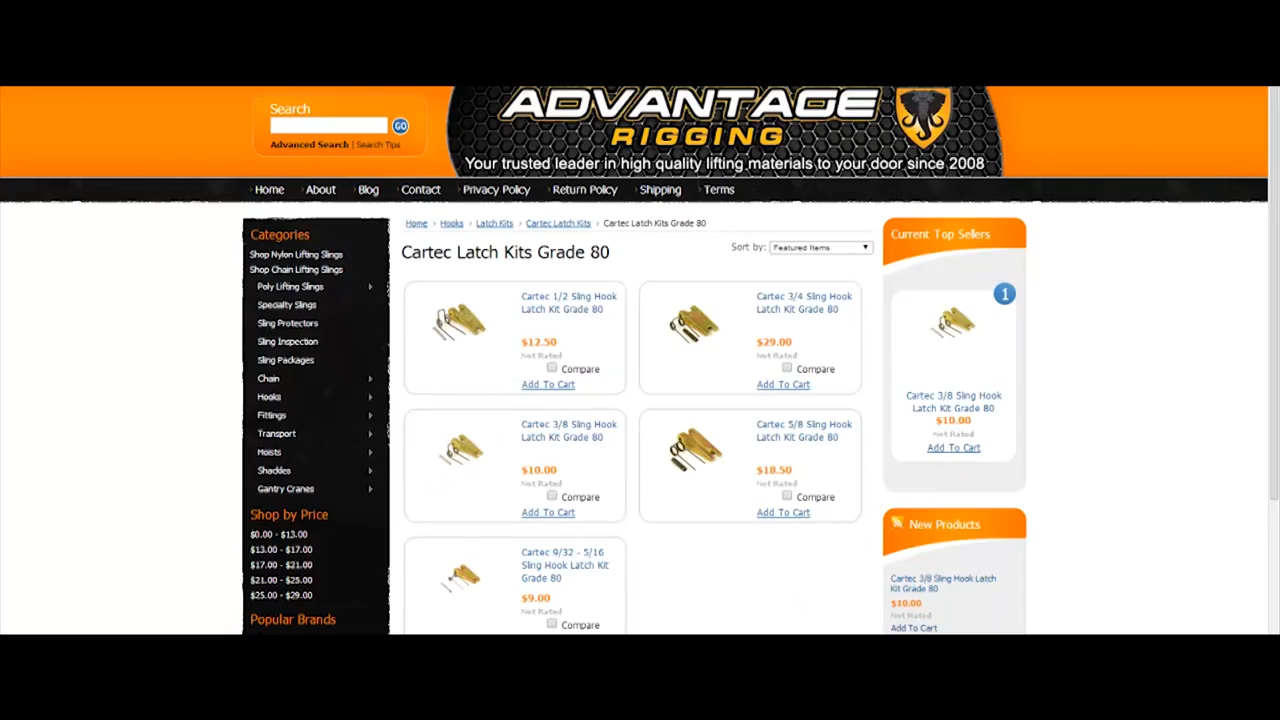 Search
GO
Advanced Search | Search Tips
ADVANTAGE
RIGGING
Your trusted leader in high quality lifting materials to your door since 2008
Home
About
Blog
Contact
Privacy Policy
Return Policy
Shipping
Terms
Categories
Shop Nylon Lifting Slings
Shop Chain Lifting Slings
Poly Lifting Slings
Specialty Slings
Sling Protectors
Sling Inspection
Sling Packages
Chain
Hooks
Fittings
Transport
Hoists
Shackles
Gantry Cranes
Shop by Price
$0.00 - $13.00
$13.00 - $17.00
$17.00 - $21.00
$21.00 - $25.00
$25.00 - $29.00
Popular Brands
Home › Hooks › Latch Kits › Cartec Latch Kits › Cartec Latch Kits Grade 80
Cartec Latch Kits Grade 80
Sort by: Featured Items
Cartec 1/2 Sling Hook
Latch Kit Grade 80
$12.50
Not Rated
Compare
Add To Cart
Cartec 3/4 Sling Hook
Latch Kit Grade 80
$29.00
Not Rated
Compare
Add To Cart
Cartec 3/8 Sling Hook
Latch Kit Grade 80
$10.00
Not Rated
Compare
Add To Cart
Cartec 5/8 Sling Hook
Latch Kit Grade 80
$18.50
Not Rated
Compare
Add To Cart
Cartec 9/32 - 5/16
Sling Hook Latch Kit
Grade 80
$9.00
Not Rated
Compare
Current Top Sellers
1
Cartec 3/8 Sling Hook
Latch Kit Grade 80
$10.00
Not Rated
Add To Cart
New Products
Cartec 3/8 Sling Hook Latch
Kit Grade 80
$10.00
Not Rated
Add To Cart